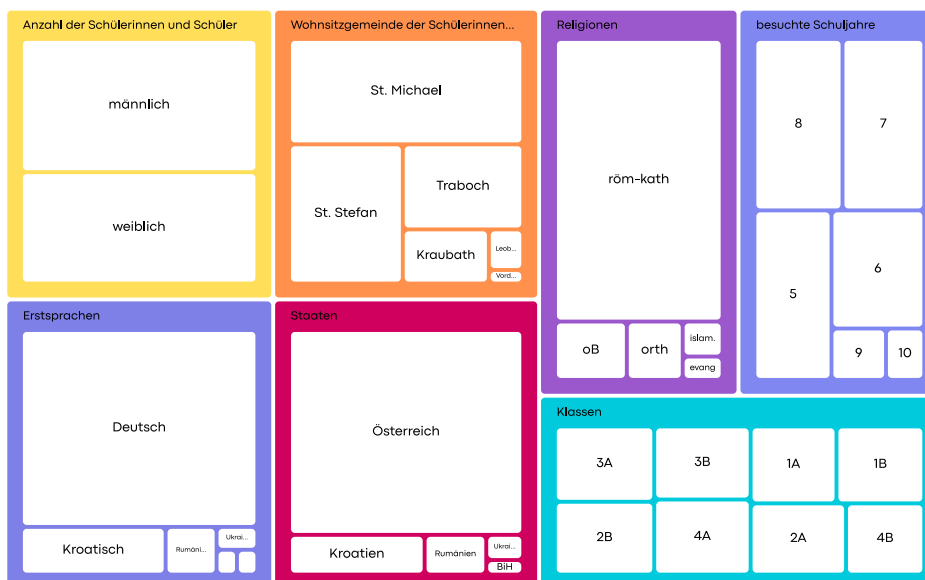 Anzahl der Schülerinnen und Schüler
männlich
weiblich
Wohnsitzgemeinde der Schülerinnen...
St. Michael
St. Stefan
Traboch
Kraubath
Leob...
Vord...
Religionen
röm-kath
oB
orth
islam.
evang
besuchte Schuljahre
8
7
5
6
9
10
Erstsprachen
Deutsch
Kroatisch
Rumäni...
Ukrai...
Staaten
Österreich
Kroatien
Rumänien
Ukrai...
BiH
Klassen
3A
3B
1A
1B
2B
4A
2A
4B